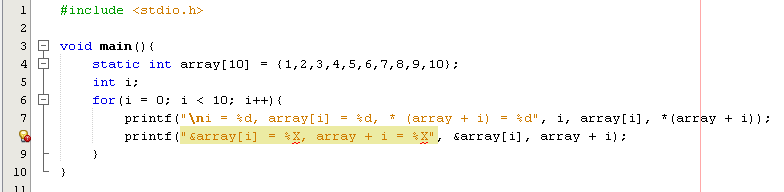 1 #include <stdio.h>
2
3 void main(){
4 static int array[10] = {1,2,3,4,5,6,7,8,9,10};
5 int i;
6 for(i = 0; i < 10; i++){
7 printf("\ni = %d, array[i] = %d, * (array + i) = %d", i, array[i], *(array + i));
printf("&array[i] = %X, array + i = %X", &array[i], array + i);
9 }
10 }
11